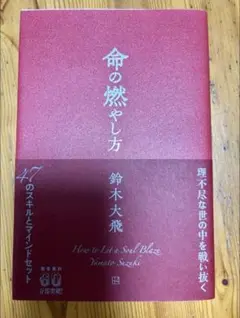 命の燃やし方
鈴木大飛
How to Let a Soul Blaze
Yamato Suzuki
理不尽な世の中を戦い抜く
47のスキルとマインドセット